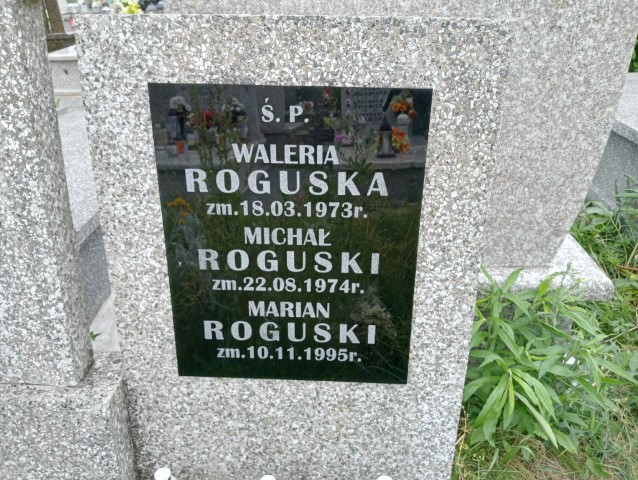 Ś. P.
WALERIA
ROGUSKA
zm.18.03.1973r.
MICHAŁ
ROGUSKI
zm.22.08.1974r.
MARIAN
ROGUSKI
zm.10.11.1995r.